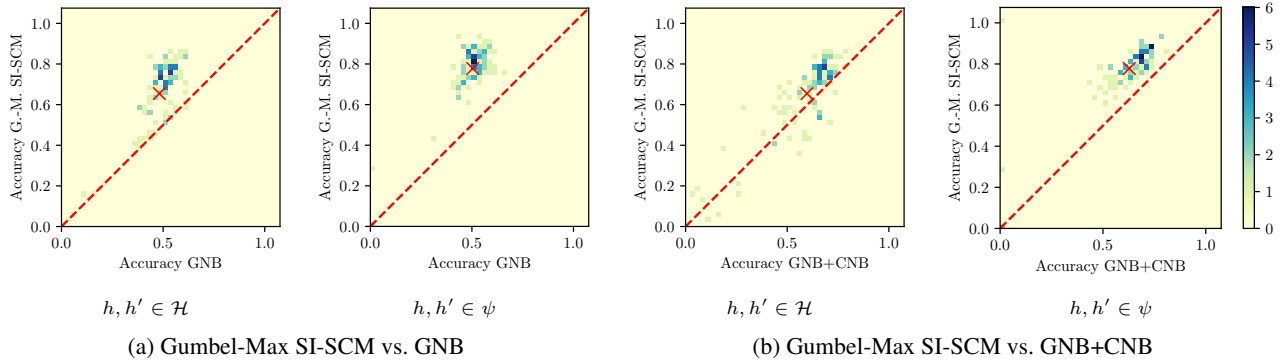 1.0
0.8
0.6
0.4
0.2
0.0
Accuracy G.-M. SI-SCM
0.0 0.5 1.0
Accuracy GNB
h, h′ ∈ ℋ
1.0
0.8
0.6
0.4
0.2
0.0
Accuracy G.-M. SI-SCM
0.0 0.5 1.0
Accuracy GNB
h, h′ ∈ ψ
(a) Gumbel-Max SI-SCM vs. GNB
1.0
0.8
0.6
0.4
0.2
0.0
Accuracy G.-M. SI-SCM
0.0 0.5 1.0
Accuracy GNB+CNB
h, h′ ∈ ℋ
1.0
0.8
0.6
0.4
0.2
0.0
Accuracy G.-M. SI-SCM
0.0 0.5 1.0
Accuracy GNB+CNB
h, h′ ∈ ψ
6
5
4
3
2
1
0
(b) Gumbel-Max SI-SCM vs. GNB+CNB